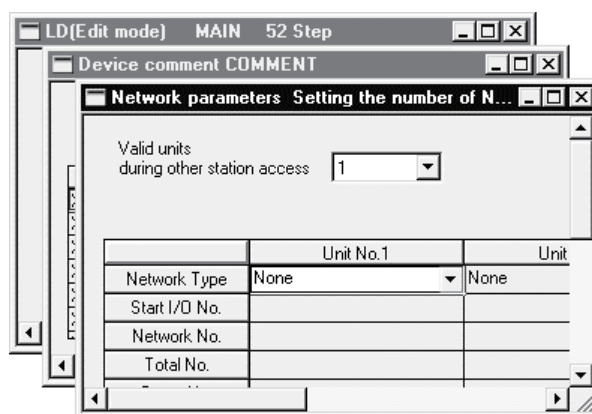 LD(Edit mode) MAIN 52 Step
Device comment COMMENT
Network parameters Setting the number of N...
Valid units
during other station access 1
Unit No.1 Unit
Network Type None None
Start I/O No.
Network No.
Total No.